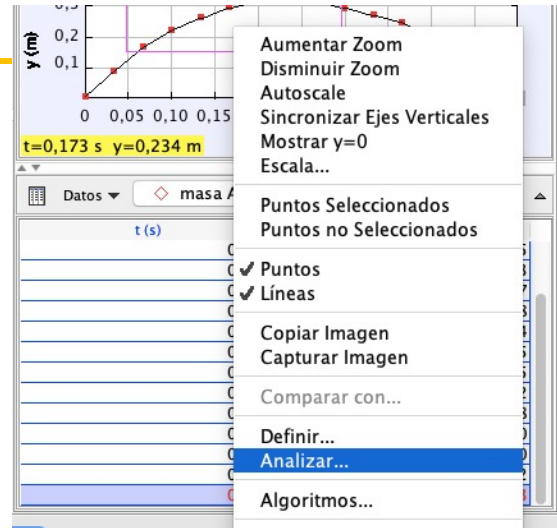 0,2
0,1
y (m)
0 0,05 0,10 0,15
t=0,173 s y=0,234 m
Datos
masa A
t (s)
Aumentar Zoom
Disminuir Zoom
Autoscale
Sincronizar Ejes Verticales
Mostrar y=0
Escala...
Puntos Seleccionados
Puntos no Seleccionados
Puntos
Líneas
Copiar Imagen
Capturar Imagen
Comparar con...
Definir...
Analizar...
Algoritmos...